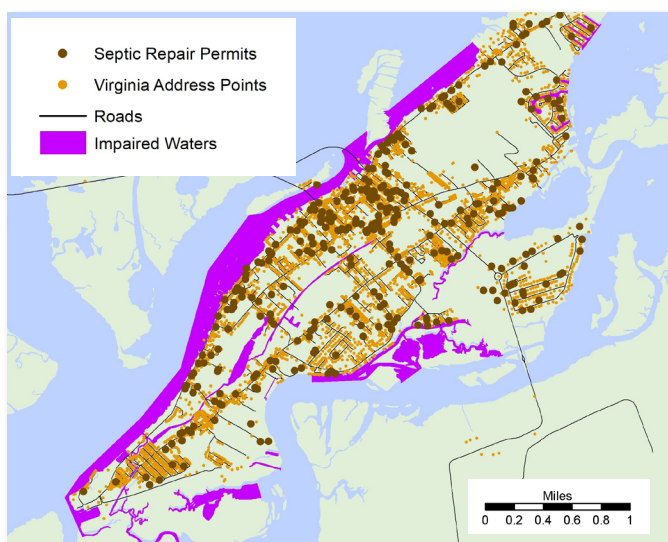 Septic Repair Permits
Virginia Address Points
Roads
Impaired Waters
Miles
0 0.2 0.4 0.6 0.8 1